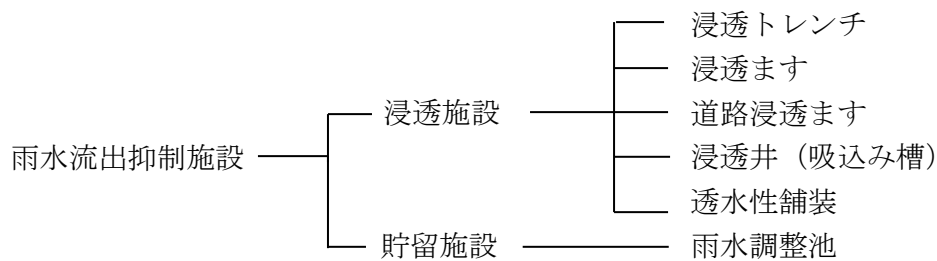 浸透トレンチ
浸透ます
浸透施設
道路浸透ます
雨水流出抑制施設
浸透井（吸込み槽）
透水性舗装
貯留施設
雨水調整池